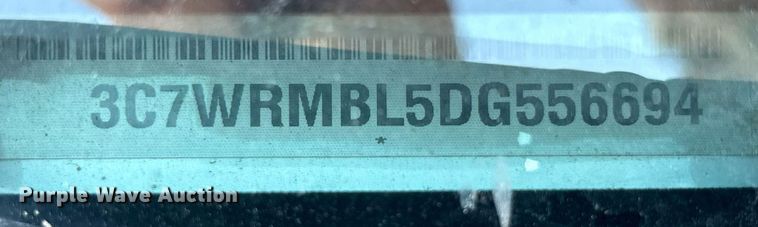 3C7WRMBL5DG556694
*
Purple Wave Auction